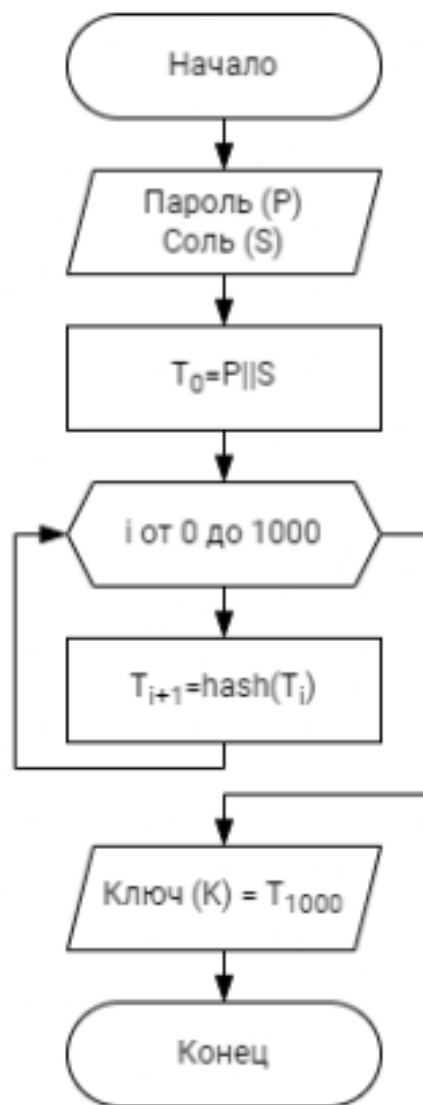 Начало
Пароль (P)
Соль (S)
T₀=P||S
i от 0 до 1000
Tᵢ₊₁=hash(Tᵢ)
Ключ (K) = T₁₀₀₀
Конец